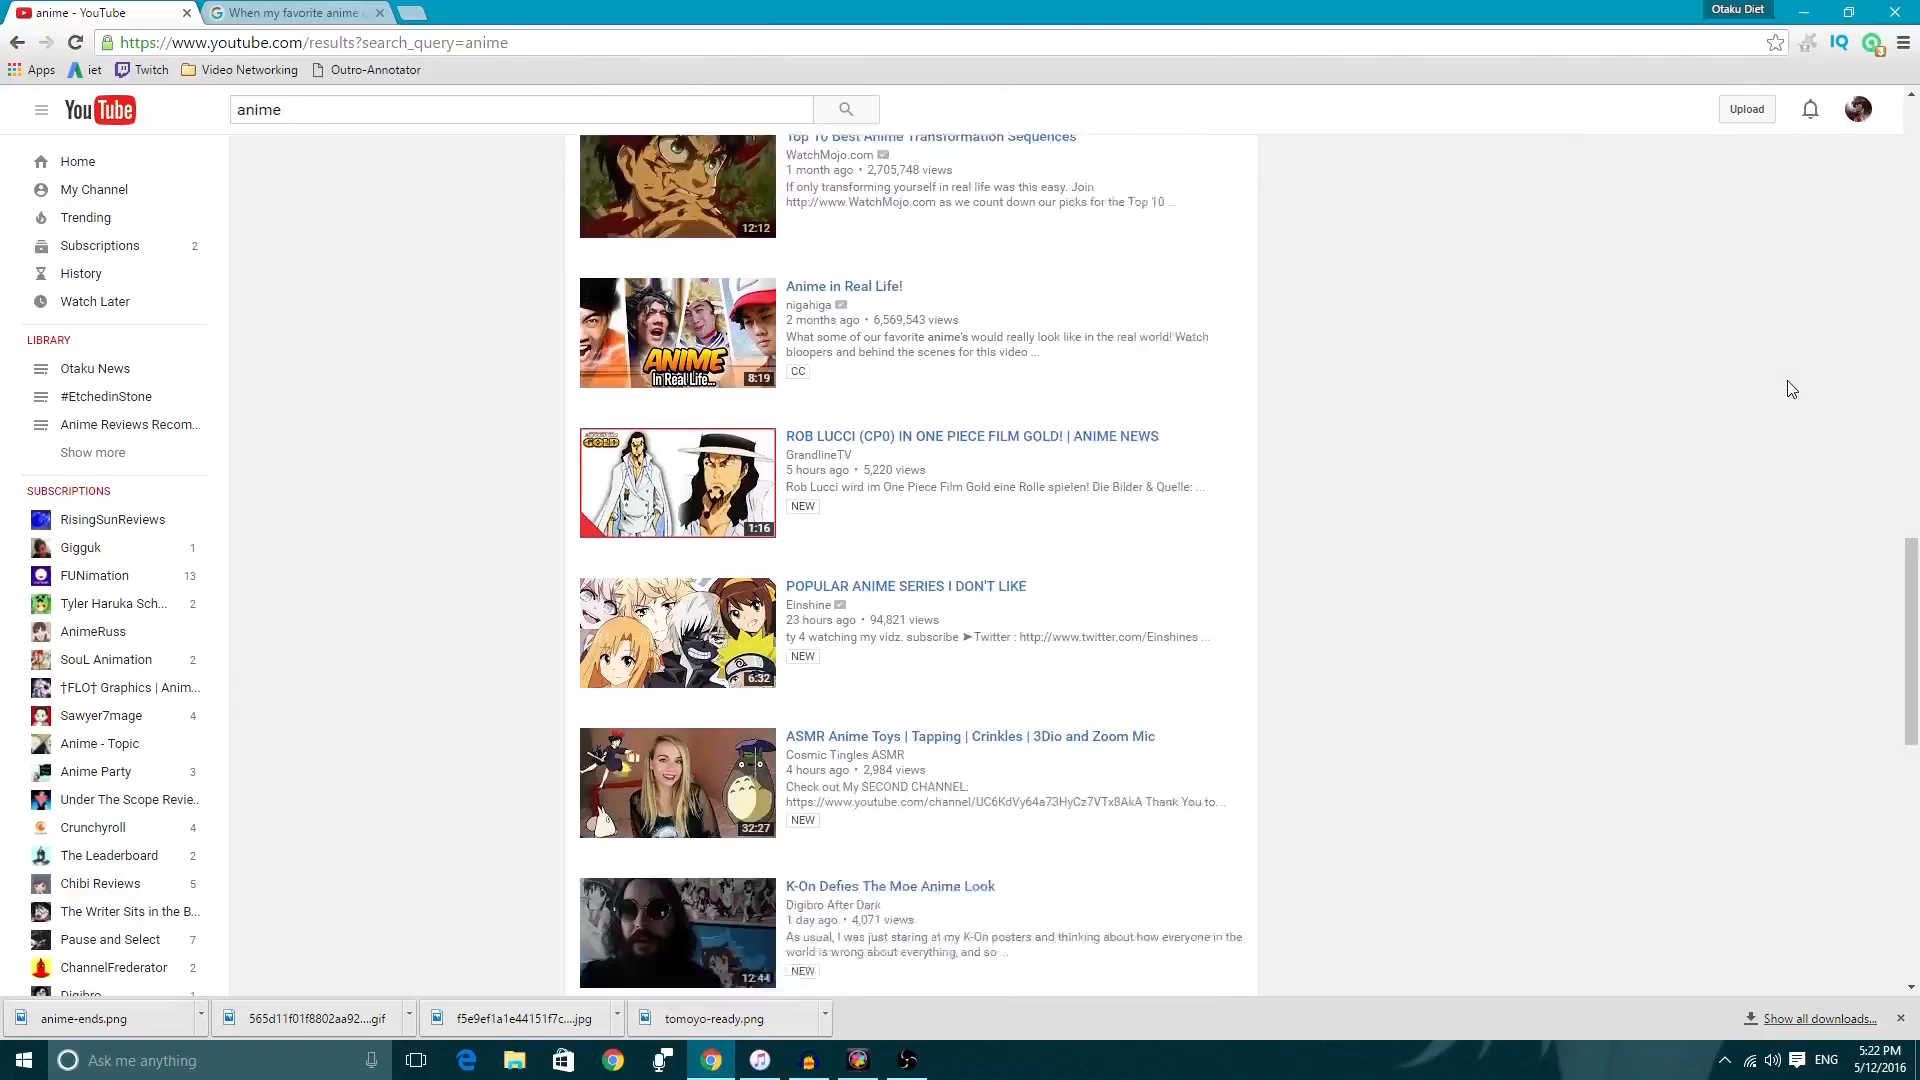 anime - YouTube
When my favorite anime
Otaku Diet
https://www.youtube.com/results?search_query=anime
IQ
Apps
iet
Twitch
Video Networking
Outro-Annotator
YouTube
anime
Upload
Home
My Channel
Trending
Subscriptions 2
History
Watch Later
LIBRARY
Otaku News
#EtchedinStone
Anime Reviews Recom...
Show more
SUBSCRIPTIONS
RisingSunReviews
Gigguk 1
FUNimation 13
Tyler Haruka Sch... 2
AnimeRuss
SouL Animation 2
†FLO† Graphics | Anim...
Sawyer7mage 4
Anime - Topic
Anime Party 3
Under The Scope Revie..
Crunchyroll 4
The Leaderboard 2
Chibi Reviews 5
The Writer Sits in the B...
Pause and Select 7
ChannelFrederator 2
Digibro 1
Top 10 Best Anime Transformation Sequences
WatchMojo.com
1 month ago • 2,705,748 views
If only transforming yourself in real life was this easy. Join
http://www.WatchMojo.com as we count down our picks for the Top 10 ...
12:12
Anime in Real Life!
nigahiga
2 months ago • 6,569,543 views
What some of our favorite anime's would really look like in the real world! Watch
bloopers and behind the scenes for this video ...
CC
ANIME
In Real Life...
8:19
ROB LUCCI (CP0) IN ONE PIECE FILM GOLD! | ANIME NEWS
GrandlineTV
5 hours ago • 5,220 views
Rob Lucci wird im One Piece Film Gold eine Rolle spielen! Die Bilder & Quelle: ...
NEW
GOLD
1:16
POPULAR ANIME SERIES I DON'T LIKE
Einshine
23 hours ago • 94,821 views
ty 4 watching my vidz. subscribe ➤Twitter : http://www.twitter.com/Einshines ...
NEW
6:32
ASMR Anime Toys | Tapping | Crinkles | 3Dio and Zoom Mic
Cosmic Tingles ASMR
4 hours ago • 2,984 views
Check out My SECOND CHANNEL:
https://www.youtube.com/channel/UC6KdVy64a73HyCz7VTx8AkA Thank You to...
NEW
32:27
K-On Defies The Moe Anime Look
Digibro After Dark
1 day ago • 4,071 views
As usual, I was just staring at my K-On posters and thinking about how everyone in the
world is wrong about everything, and so ...
NEW
12:44
anime-ends.png
565d11f01f8802aa92....gif
f5e9ef1a1e44151f7c....jpg
tomoyo-ready.png
Show all downloads...
Ask me anything
ENG
5:22 PM
5/12/2016